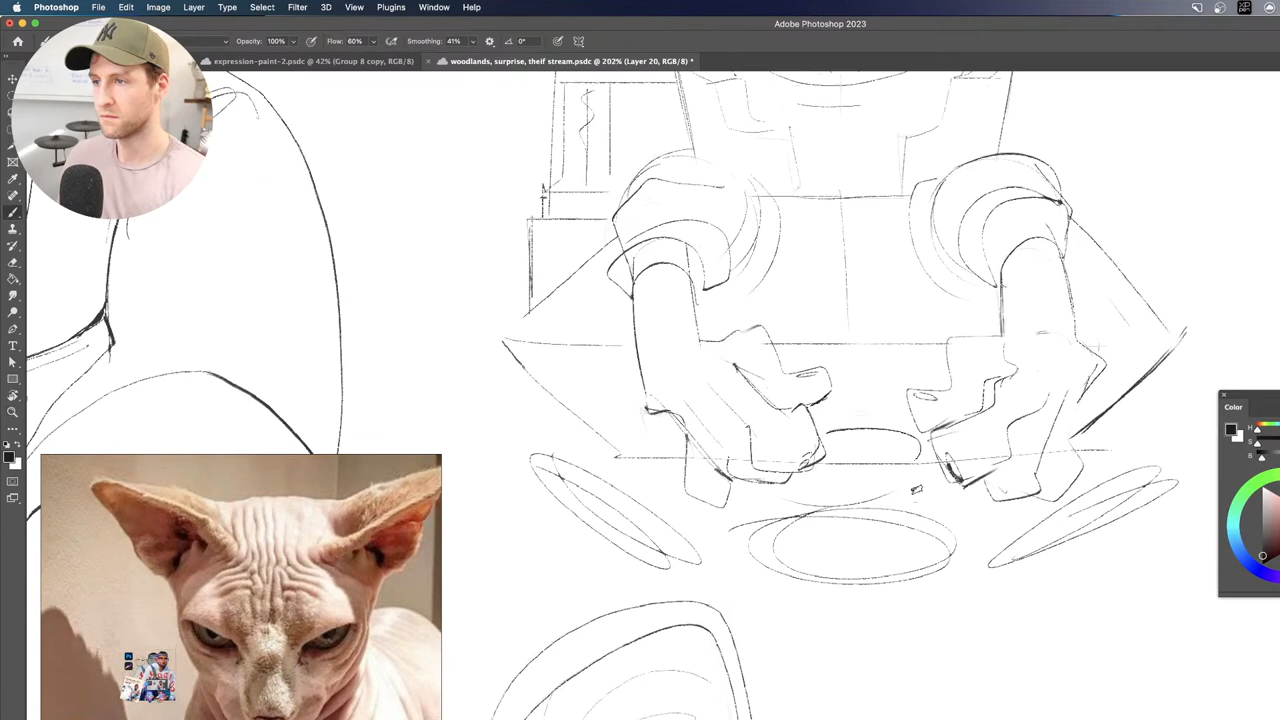 Photoshop File Edit Image Layer Type Select Filter 3D View Plugins Window Help
Adobe Photoshop 2023
Opacity: 100% Flow: 60% Smoothing: 41% 0°
expression-paint-2.psdc @ 42% (Group 8 copy, RGB/8) × woodlands, surprise, theif stream.psdc @ 202% (Layer 20, RGB/8) *
Color
H
S
B